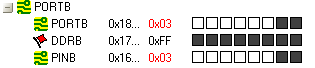 PORTB
PORTB 0x18... 0x03
DDRB 0x17... 0xFF
PINB 0x16... 0x03